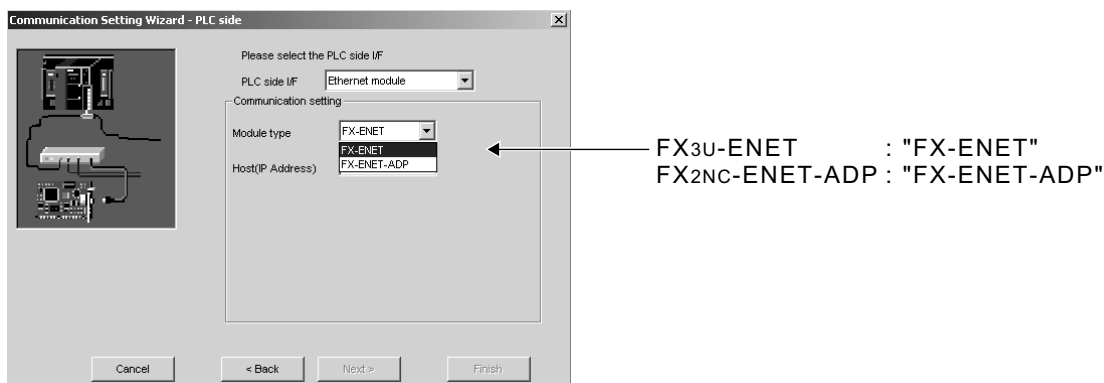 Communication Setting Wizard - PLC side
Please select the PLC side I/F
PLC side I/F Ethernet module
Communication setting
Module type FX-ENET
FX-ENET
FX-ENET-ADP
Host(IP Address)
FX3U-ENET : "FX-ENET"
FX2NC-ENET-ADP : "FX-ENET-ADP"
Cancel < Back Next > Finish